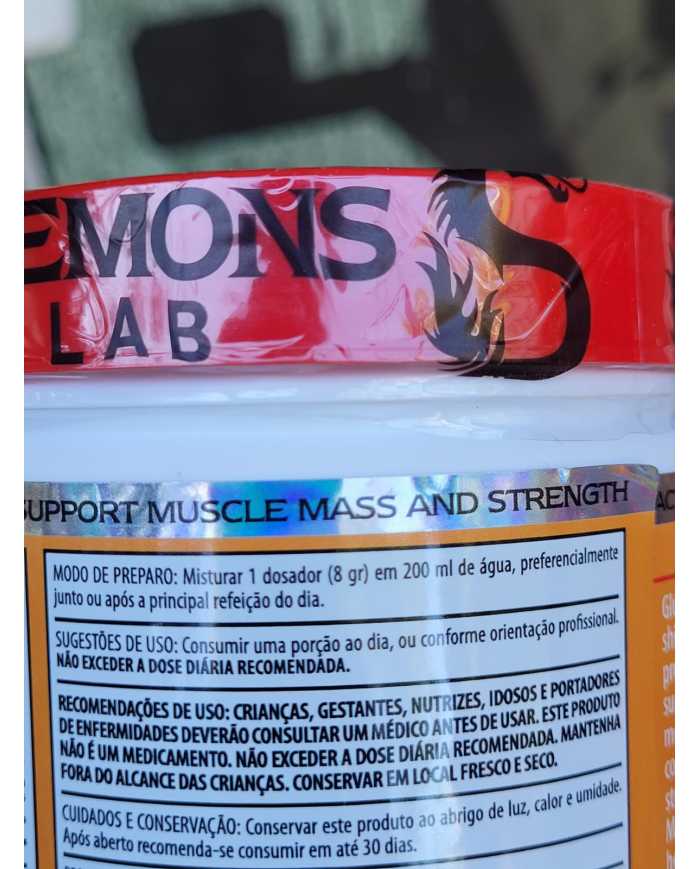 EMONS
LAB
SUPPORT MUSCLE MASS AND STRENGTH
MODO DE PREPARO: Misturar 1 dosador (8 gr) em 200 ml de água, preferencialmente
junto ou após a principal refeição do dia.
SUGESTÕES DE USO: Consumir uma porção ao dia, ou conforme orientação profissional.
NÃO EXCEDER A DOSE DIÁRIA RECOMENDADA.
RECOMENDAÇÕES DE USO: CRIANÇAS, GESTANTES, NUTRIZES, IDOSOS E PORTADORES
DE ENFERMIDADES DEVERÃO CONSULTAR UM MÉDICO ANTES DE USAR. ESTE PRODUTO
NÃO É UM MEDICAMENTO. NÃO EXCEDER A DOSE DIÁRIA RECOMENDADA. MANTENHA
FORA DO ALCANCE DAS CRIANÇAS. CONSERVAR EM LOCAL FRESCO E SECO.
CUIDADOS E CONSERVAÇÃO: Conservar este produto ao abrigo de luz, calor e umidade.
Após aberto recomenda-se consumir em até 30 dias.